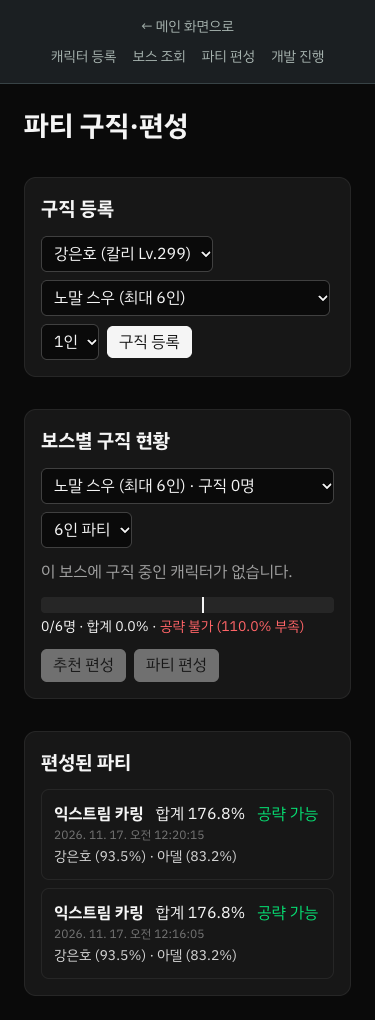 ← 메인 화면으로
캐릭터 등록 보스 조회 파티 편성 개발 진행
파티 구직·편성
구직 등록
강은호 (칼리 Lv.299)
노말 스우 (최대 6인)
1인 구직 등록
보스별 구직 현황
노말 스우 (최대 6인) · 구직 0명
6인 파티
이 보스에 구직 중인 캐릭터가 없습니다.
0/6명 · 합계 0.0% · 공략 불가 (110.0% 부족)
추천 편성 파티 편성
편성된 파티
익스트림 카링 합계 176.8% 공략 가능
2026. 11. 17. 오전 12:20:15
강은호 (93.5%) · 아델 (83.2%)
익스트림 카링 합계 176.8% 공략 가능
2026. 11. 17. 오전 12:16:05
강은호 (93.5%) · 아델 (83.2%)